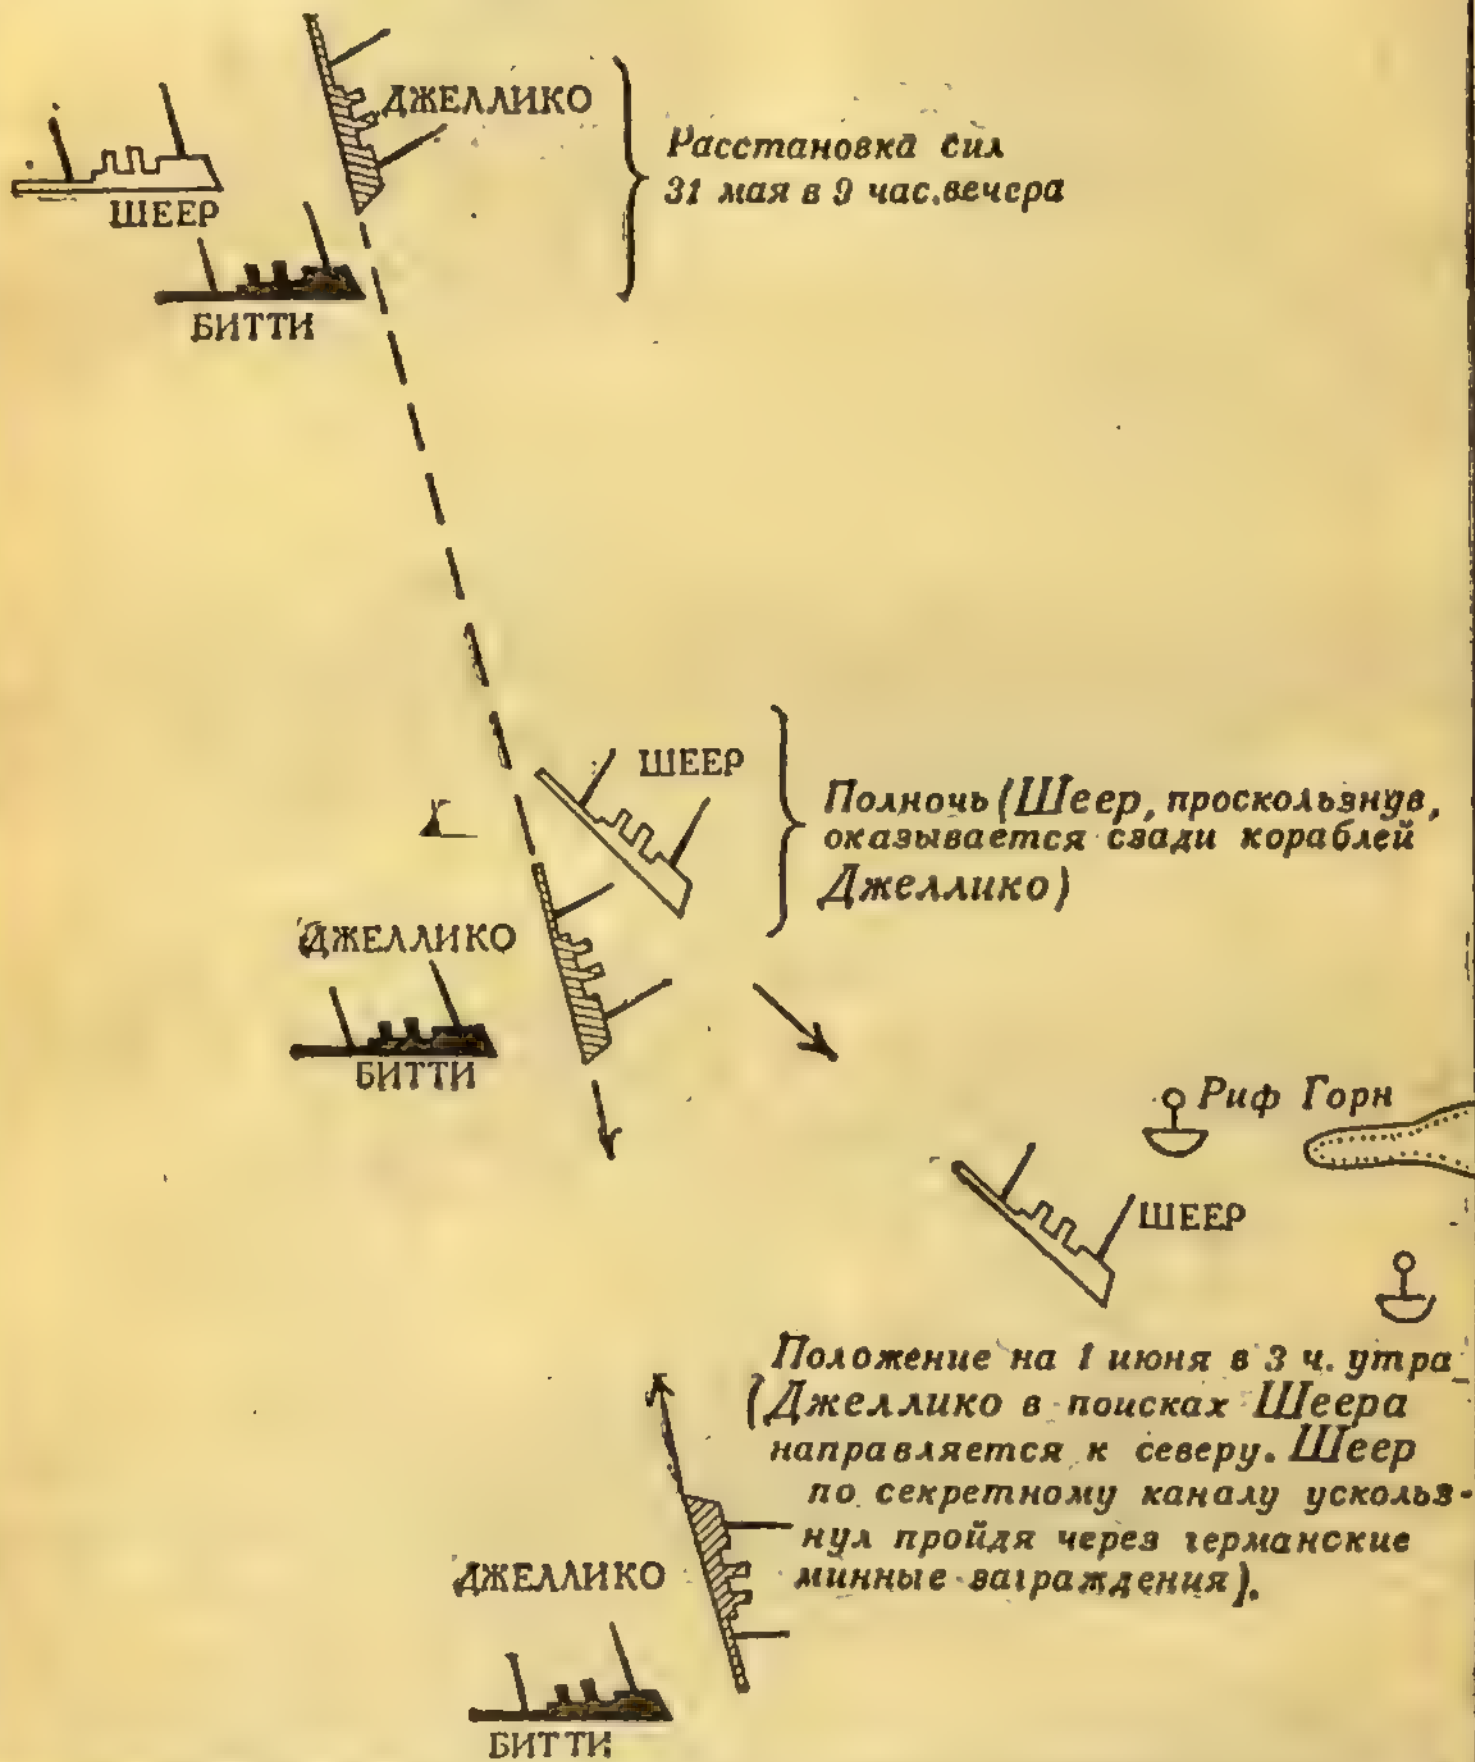 ДЖЕЛЛИКО
Расстановка сил
31 мая в 9 час.вечера
ШЕЕР
БИТТИ
ШЕЕР
Полночь (Шеер, проскользнув,
оказывается сзади кораблей
Джеллико)
ДЖЕЛЛИКО
БИТТИ
Риф Горн
ШЕЕР
Положение на 1 июня в 3 ч. утра
(Джеллико в поисках Шеера
направляется к северу. Шеер
по секретному каналу ускольз-
нул пройдя через германские
минные заграждения).
ДЖЕЛЛИКО
БИТТИ